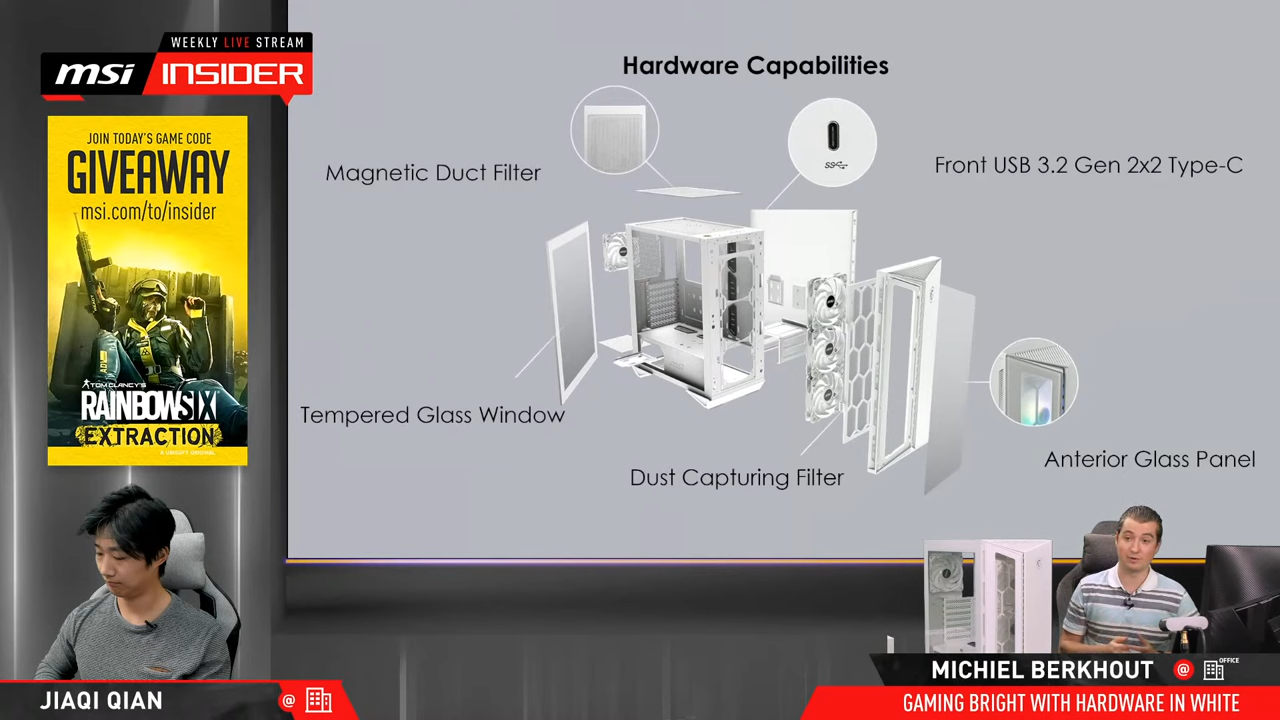 WEEKLY LIVE STREAM
msi INSIDER
JOIN TODAY'S GAME CODE
GIVEAWAY
msi.com/to/insider
TOM CLANCY'S
RAINBOWSIX
EXTRACTION
A UBISOFT ORIGINAL
Hardware Capabilities
Magnetic Duct Filter
Front USB 3.2 Gen 2x2 Type-C
Tempered Glass Window
Dust Capturing Filter
Anterior Glass Panel
JIAQI QIAN @
MICHIEL BERKHOUT @ OFFICE
GAMING BRIGHT WITH HARDWARE IN WHITE